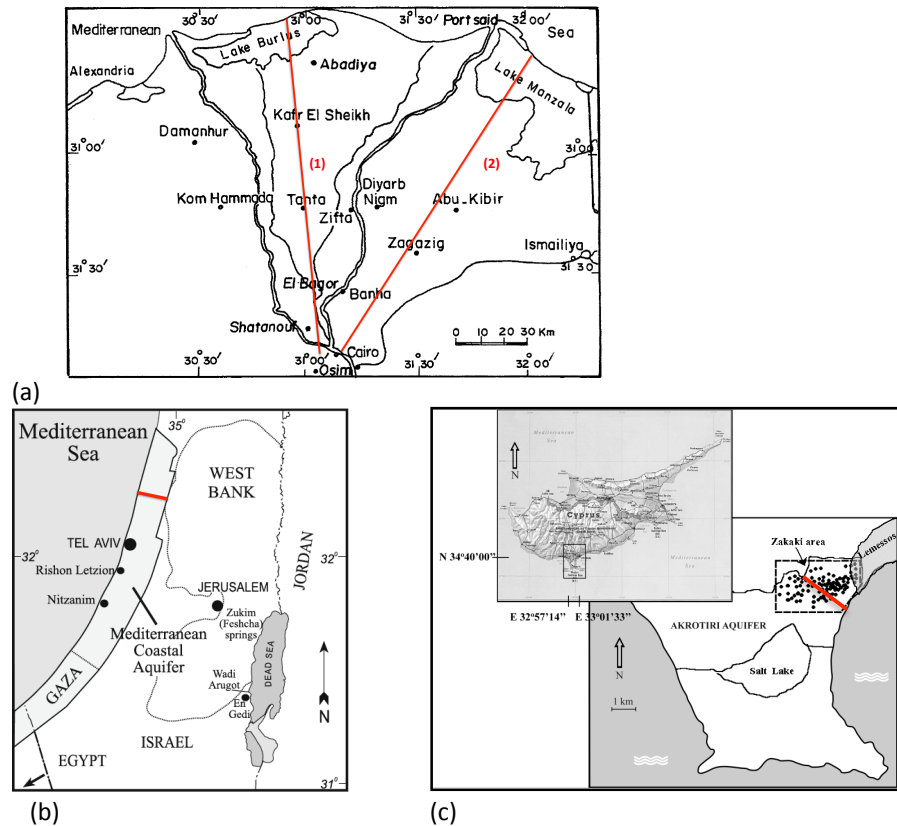 30°30'
31°00'
Port said
32°00'
Mediterranean
Sea
Lake Burlus
Abadiya
Alexandria
Lake Manzala
Kafr El Sheikh
Damanhur
31°00'
31°00'
(1)
(2)
Kom Hammada
Tanta
Diyarb Nigm
Zifta
Abu-Kibir
Zagazig
Ismailiya
31°30'
31°30
El Bagor
Banha
Shatanouf
0 10 20 30 Km
Cairo
30°30'
31°00'
31°30'
32°00'
Osim
(a)
35°
Mediterranean
Sea
WEST
BANK
TEL AVIV
32°
32°
Rishon Letzion
JERUSALEM
JORDAN
Nitzanim
Zukim
(Feshcha)
springs
Mediterranean
Coastal
Aquifer
DEAD SEA
GAZA
Wadi
Arugot
En
Gedi
N
ISRAEL
EGYPT
31°
(b)
Mediterranean
Sea
N
Cyprus
N 34°40'00"
Mediterranean
Sea
E 32°57'14" E 33°01'33"
Zakaki area
Lemessos
AKROTIRI AQUIFER
N
Salt Lake
1 km
(c)